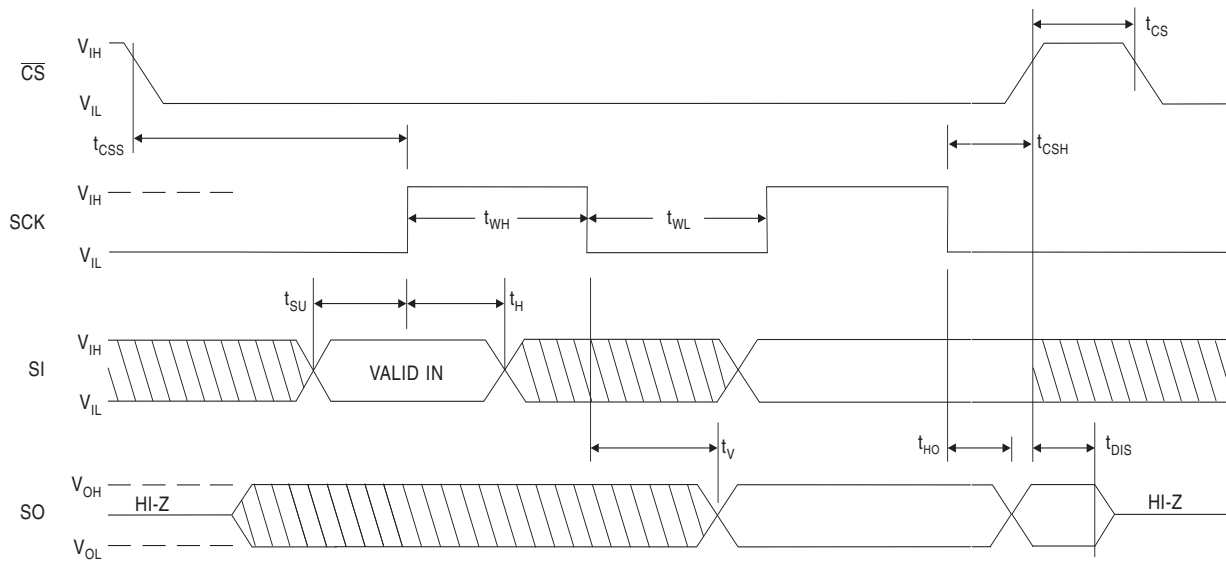 t_CS
V_IH
C̅S̅
V_IL
t_CSS
t_CSH
V_IH
SCK
t_WH
t_WL
V_IL
t_SU
t_H
V_IH
SI
VALID IN
V_IL
t_V
t_HO
t_DIS
V_OH
HI-Z
HI-Z
SO
V_OL